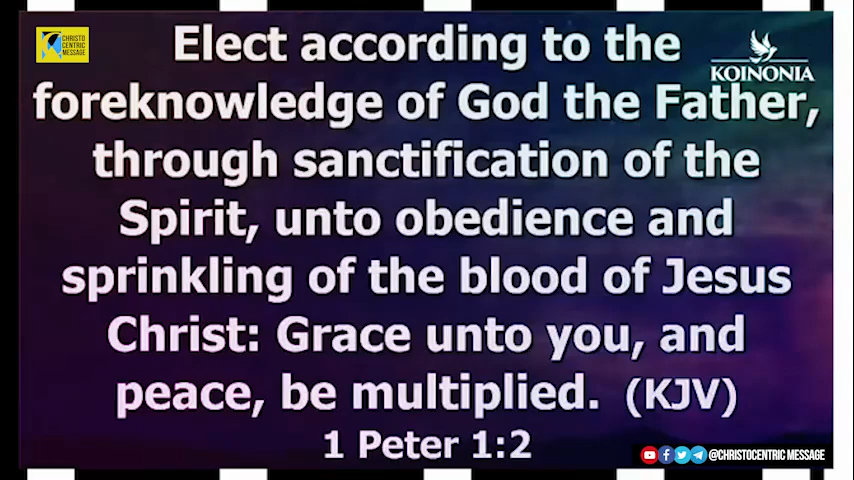 CHRISTO
CENTRIC
MESSAGE
KOINONIA
Elect according to the
foreknowledge of God the Father,
through sanctification of the
Spirit, unto obedience and
sprinkling of the blood of Jesus
Christ: Grace unto you, and
peace, be multiplied. (KJV)
1 Peter 1:2
@CHRISTOCENTRIC MESSAGE